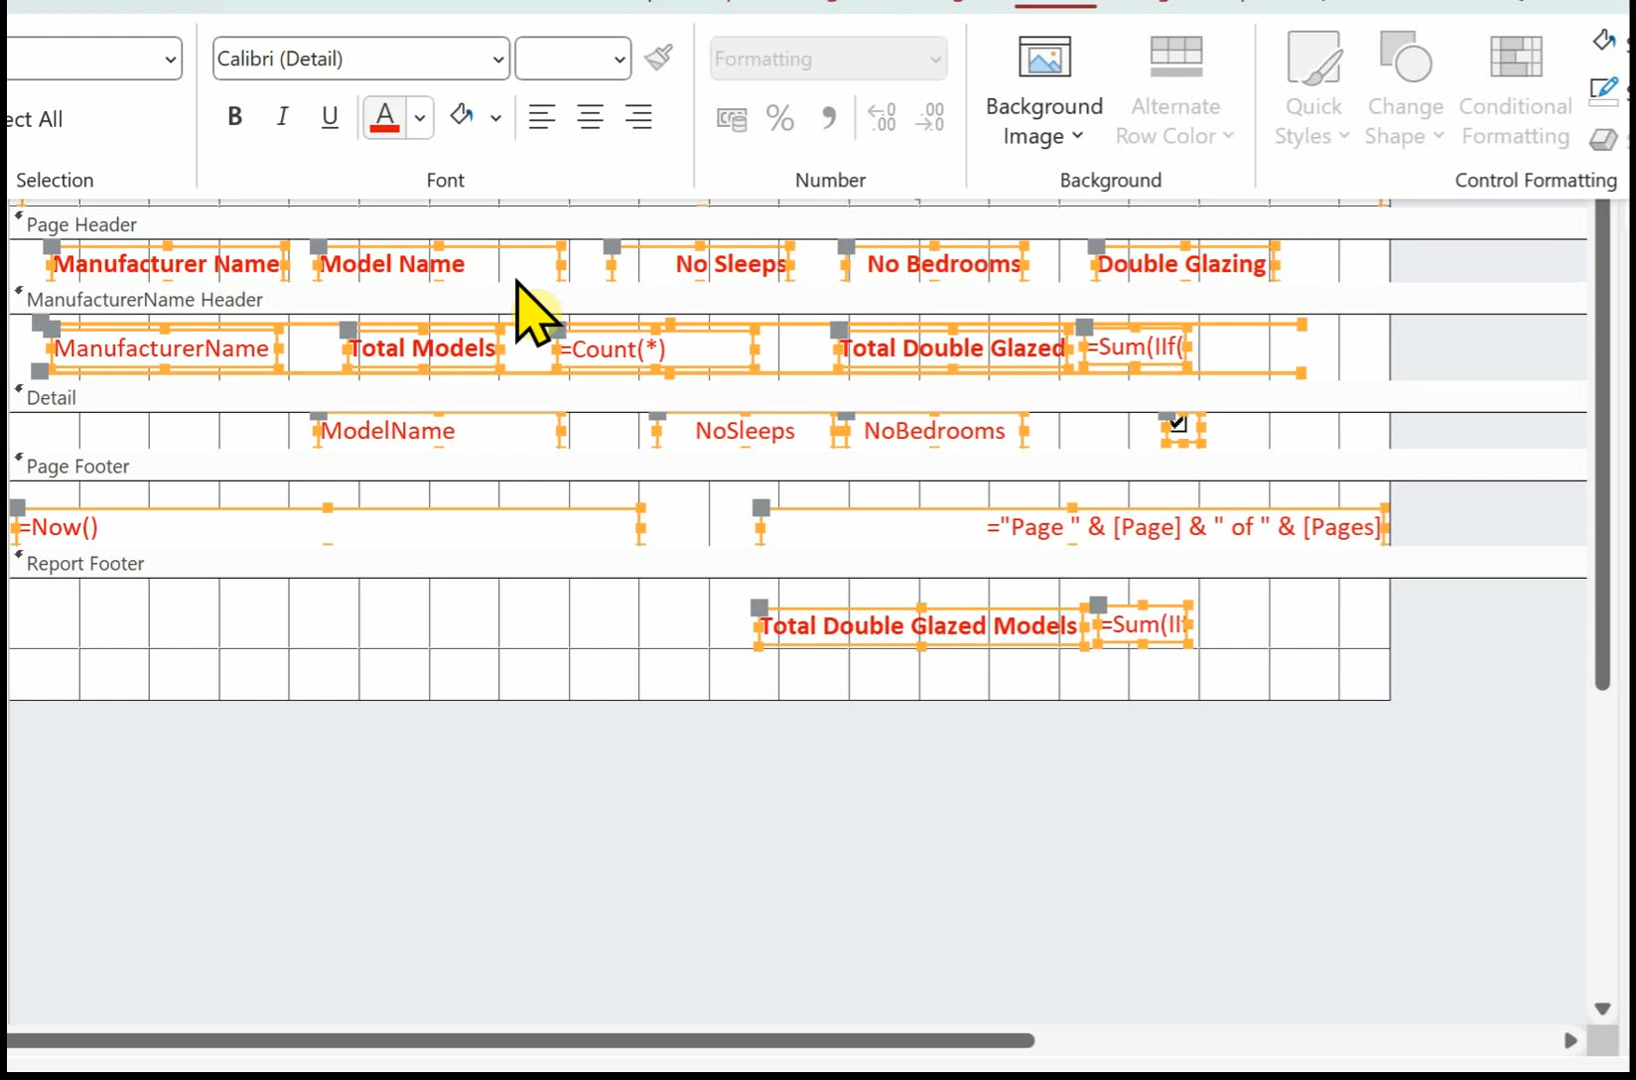 Calibri (Detail)
Formatting
Background Image
Alternate Row Color
Quick Styles
Change Shape
Conditional Formatting
ect All
B I U A
% , .00 .00
Selection
Font
Number
Background
Control Formatting
Page Header
Manufacturer Name Model Name No Sleeps No Bedrooms Double Glazing
ManufacturerName Header
ManufacturerName Total Models =Count(*) Total Double Glazed =Sum(IIf(
Detail
ModelName NoSleeps NoBedrooms
Page Footer
=Now() ="Page " & [Page] & " of " & [Pages]
Report Footer
Total Double Glazed Models =Sum(IIf